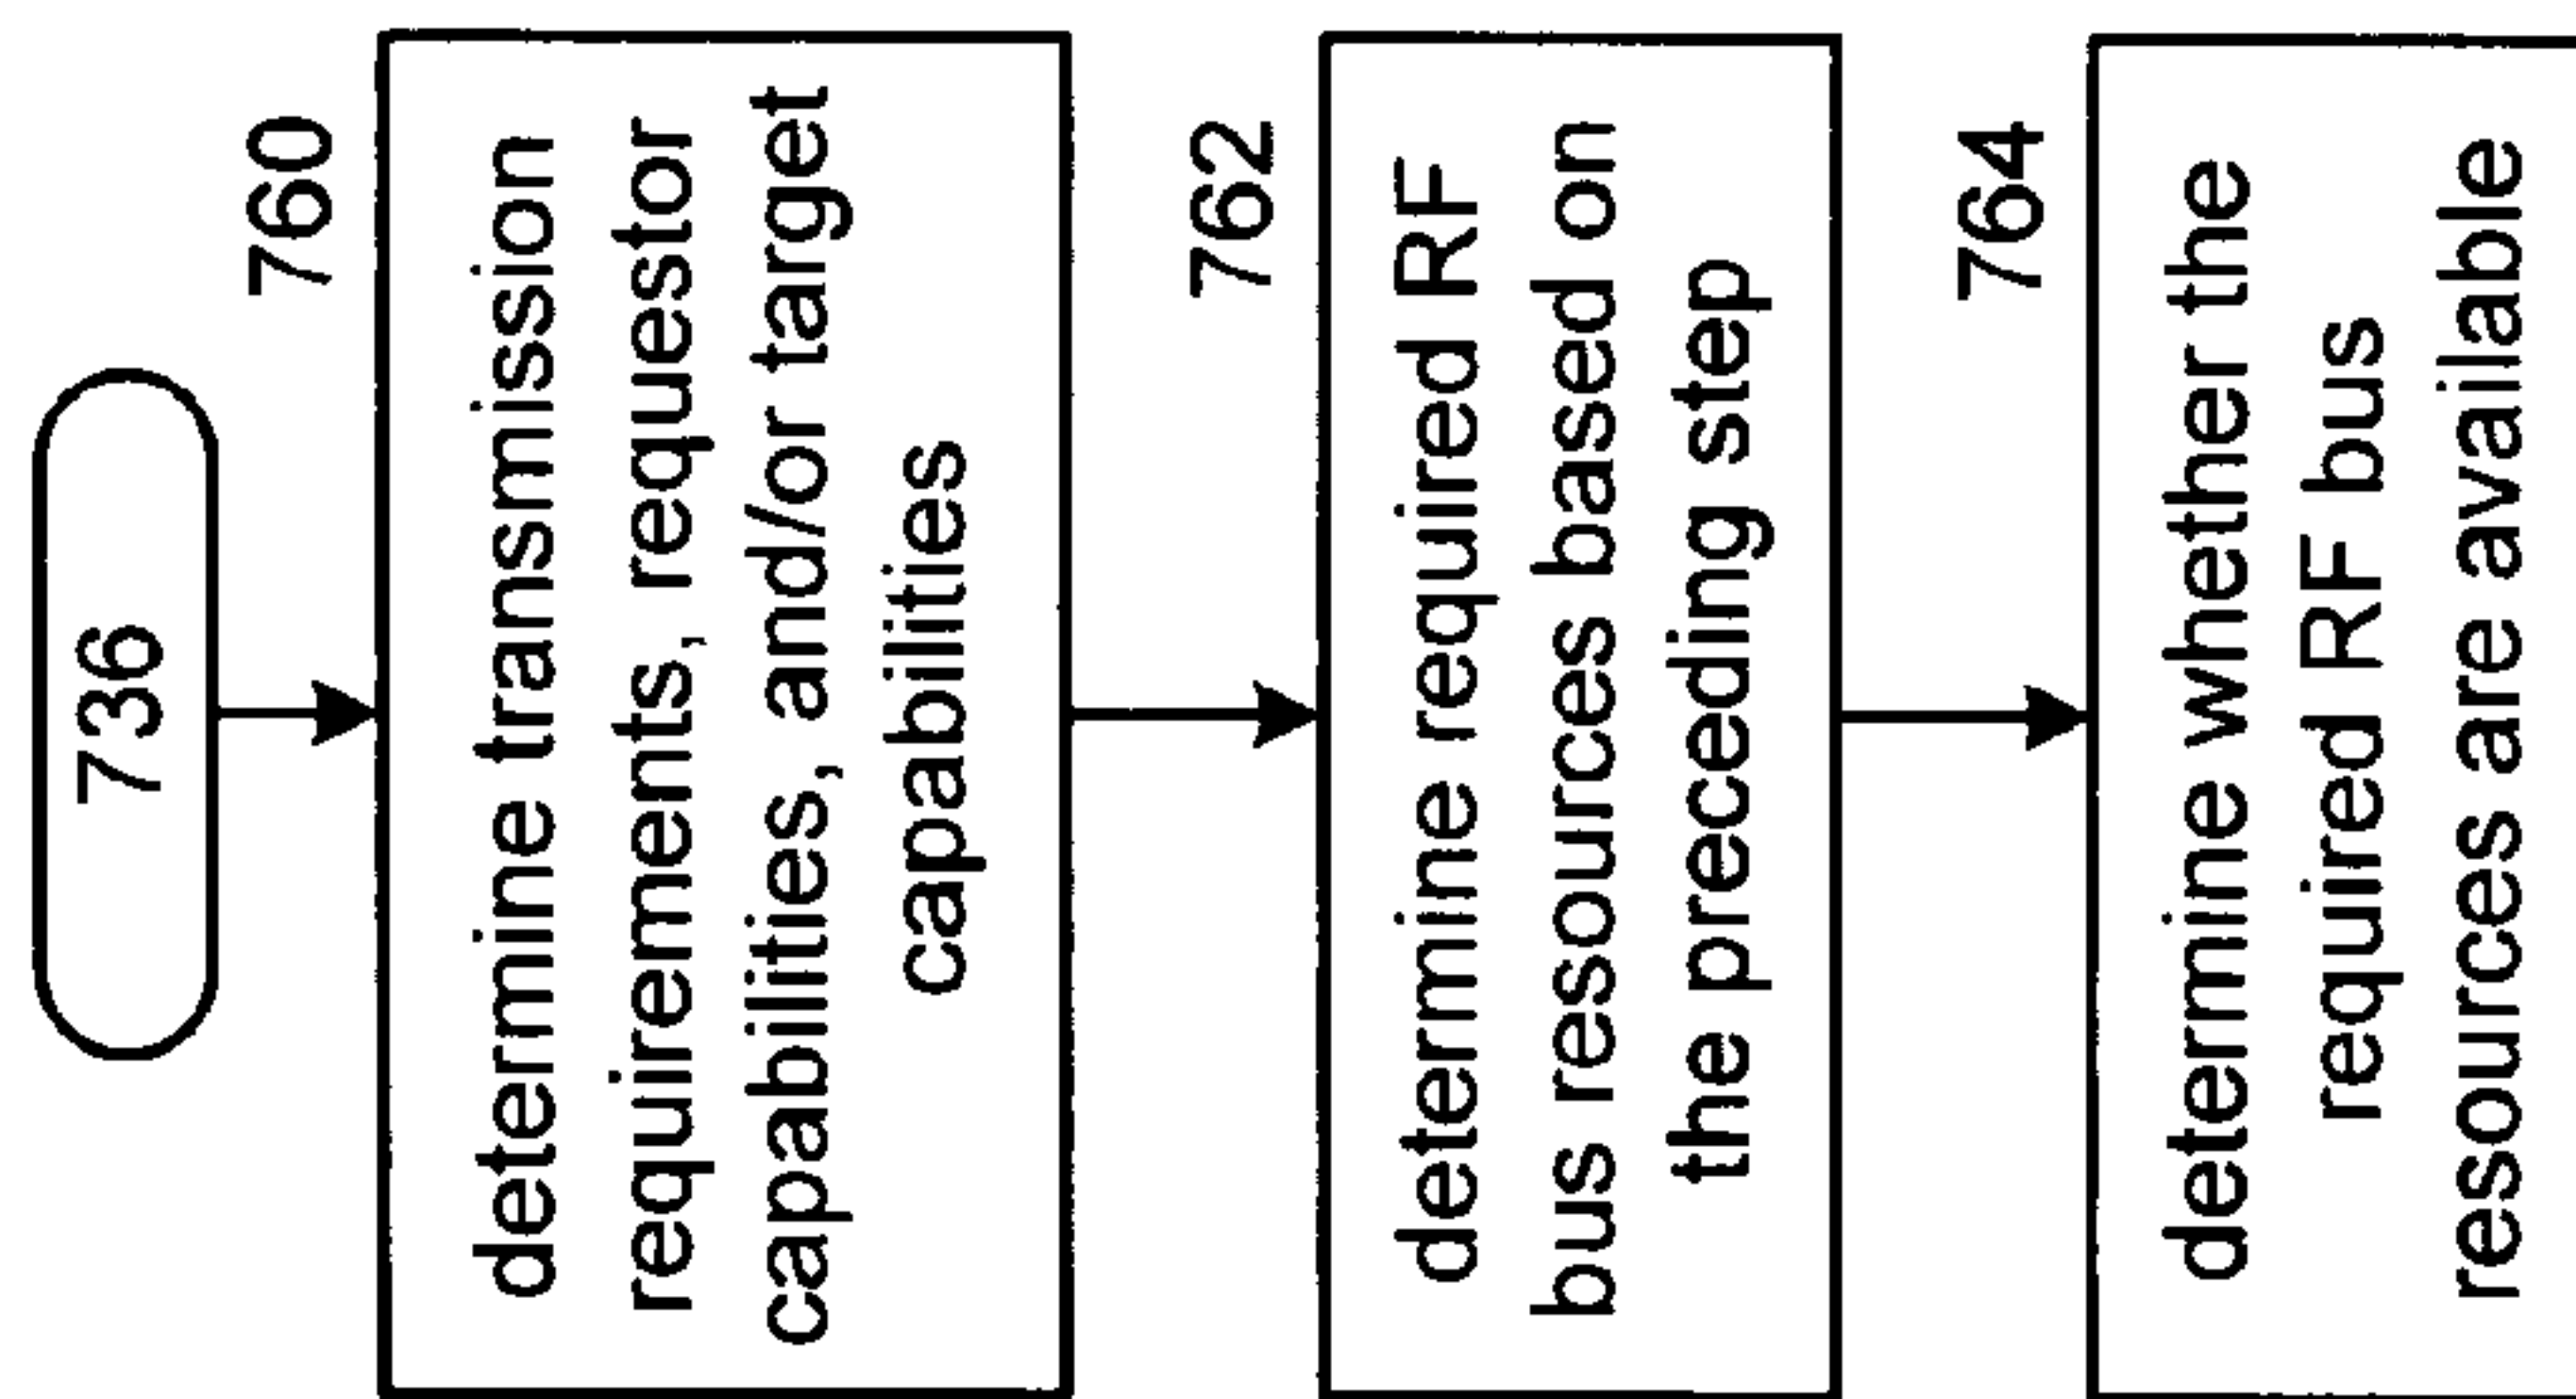 736
760
determine transmission
requirements, requestor
capabilities, and/or target
capabilities
762
determine required RF
bus resources based on
the preceding step
764
determine whether the
required RF bus
resources are available